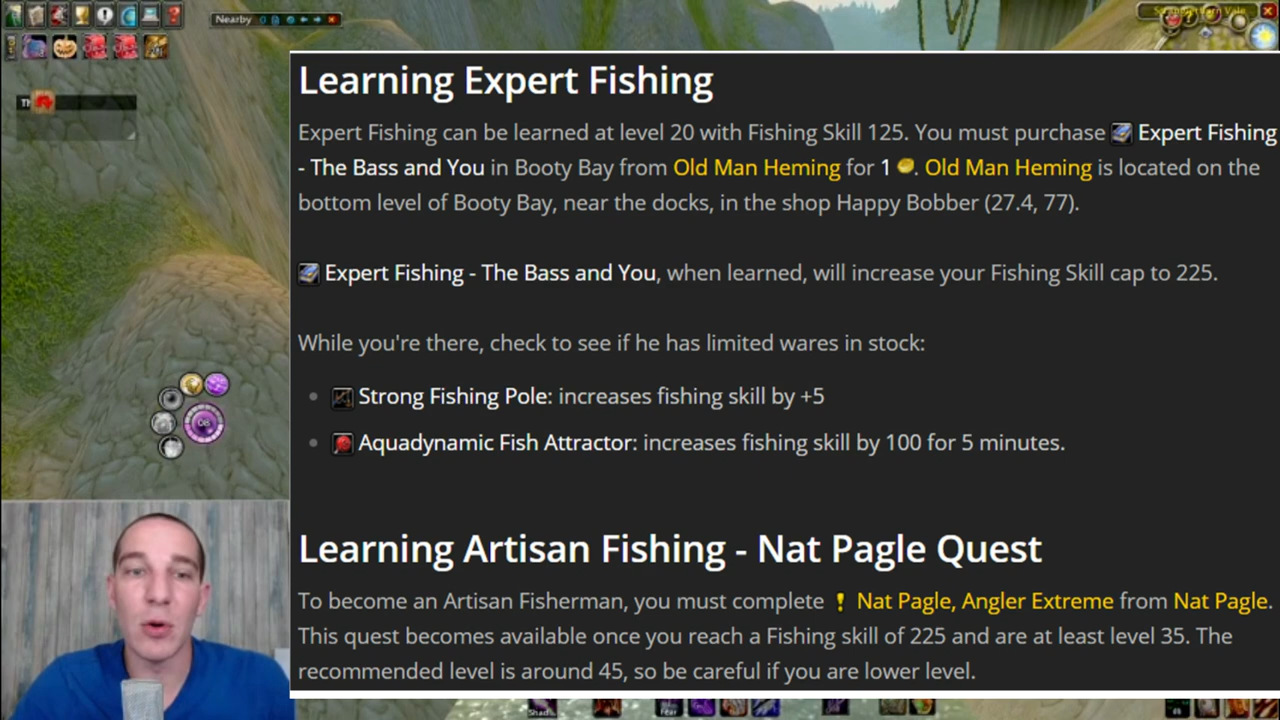 Nearby
Learning Expert Fishing
Expert Fishing can be learned at level 20 with Fishing Skill 125. You must purchase Expert Fishing
- The Bass and You in Booty Bay from Old Man Heming for 1 . Old Man Heming is located on the
bottom level of Booty Bay, near the docks, in the shop Happy Bobber (27.4, 77).
Expert Fishing - The Bass and You, when learned, will increase your Fishing Skill cap to 225.
While you're there, check to see if he has limited wares in stock:
• Strong Fishing Pole: increases fishing skill by +5
• Aquadynamic Fish Attractor: increases fishing skill by 100 for 5 minutes.
Learning Artisan Fishing - Nat Pagle Quest
To become an Artisan Fisherman, you must complete Nat Pagle, Angler Extreme from Nat Pagle.
This quest becomes available once you reach a Fishing skill of 225 and are at least level 35. The
recommended level is around 45, so be careful if you are lower level.